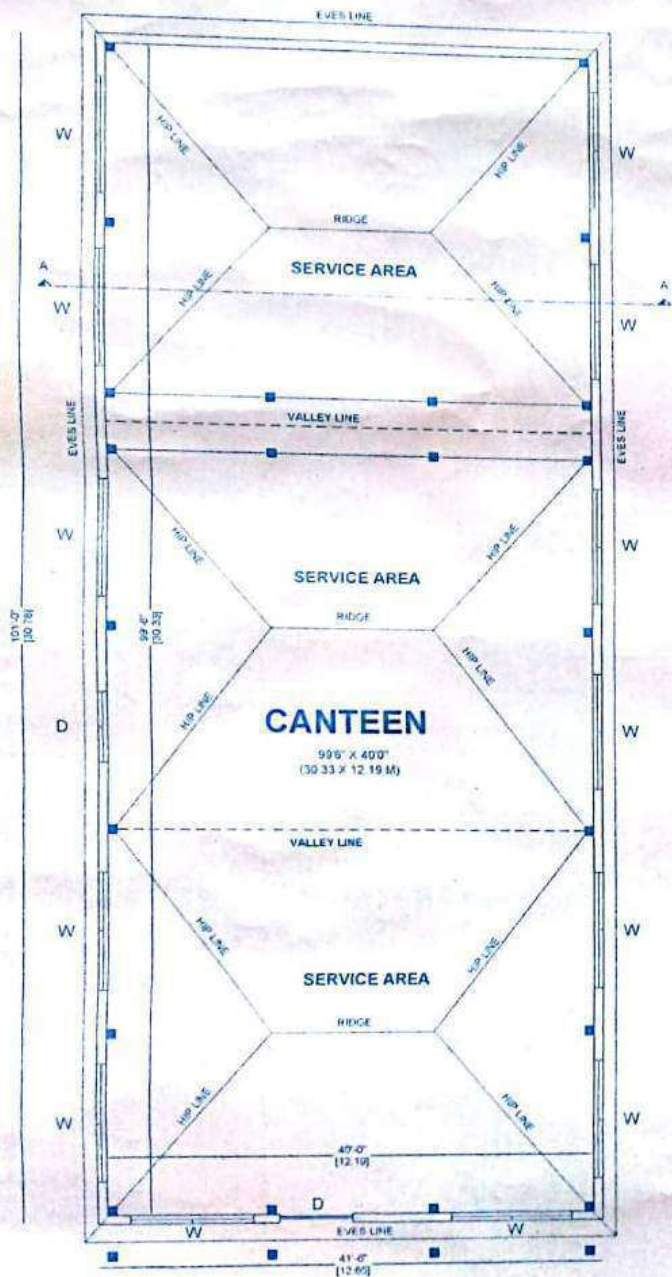 EVES LINE
W
HIP LINE
HIP LINE
W
RIDGE
SERVICE AREA
A
HIP LINE
HIP LINE
A
W
W
EVES LINE
VALLEY LINE
EVES LINE
W
HIP LINE
HIP LINE
W
SERVICE AREA
RIDGE
101'-0"
[30.78]
99'-6"
[30.33]
HIP LINE
HIP LINE
D
CANTEEN
W
99'6" X 40'0"
(30.33 X 12.19 M)
VALLEY LINE
W
HIP LINE
HIP LINE
W
SERVICE AREA
RIDGE
W
HIP LINE
HIP LINE
W
40'-0"
[12.19]
D
W
EVES LINE
W
41'-6"
[12.65]